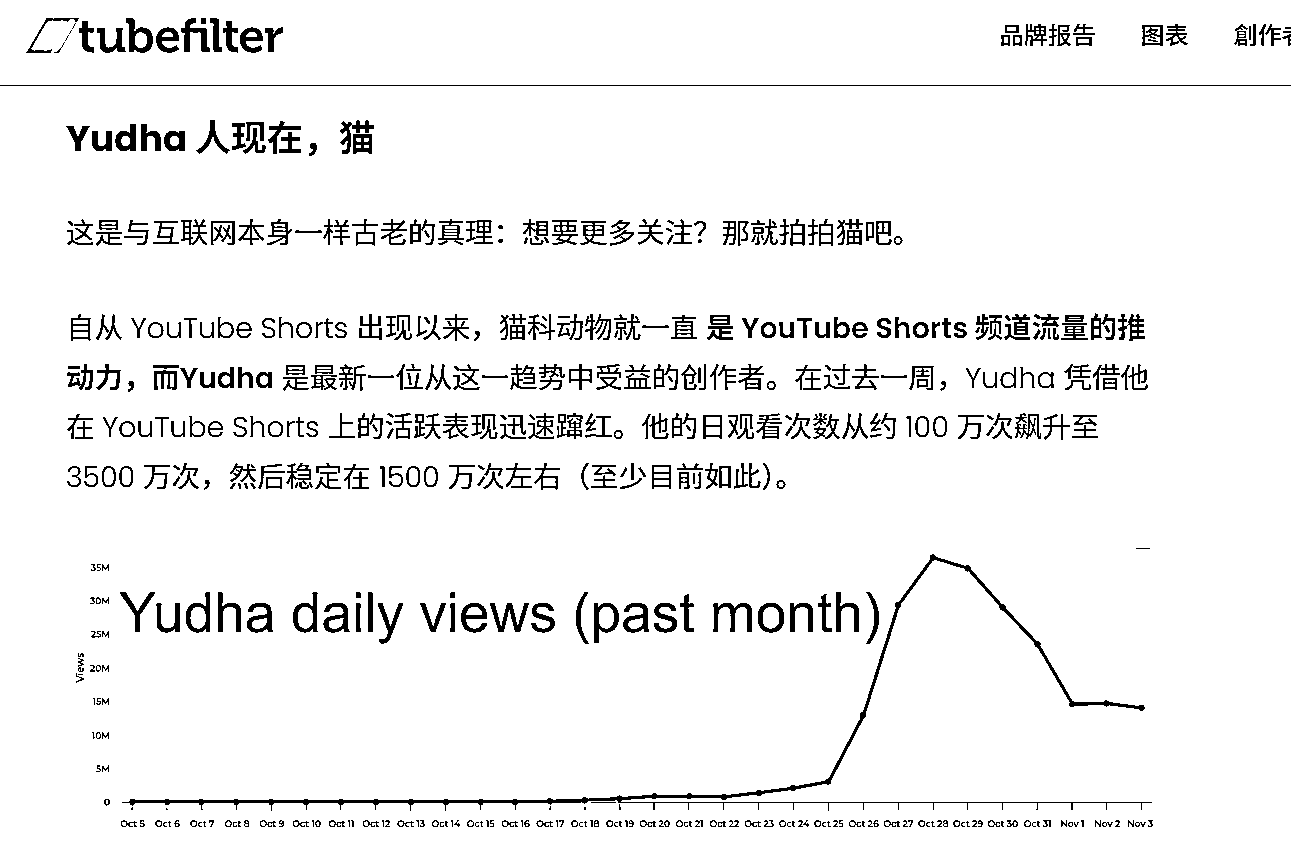 tubefilter
品牌报告 图表 創作者
Yudha 人现在，猫
这是与互联网本身一样古老的真理：想要更多关注？那就拍拍猫吧。
自从 YouTube Shorts 出现以来，猫科动物就一直 是 YouTube Shorts 频道流量的推
动力，而Yudha 是最新一位从这一趋势中受益的创作者。在过去一周，Yudha 凭借他
在 YouTube Shorts 上的活跃表现迅速蹿红。他的日观看次数从约 100 万次飙升至
3500 万次，然后稳定在 1500 万次左右（至少目前如此）。
Yudha daily views (past month)
Views
35M
30M
25M
20M
15M
10M
5M
0
Oct 5 Oct 6 Oct 7 Oct 8 Oct 9 Oct 10 Oct 11 Oct 12 Oct 13 Oct 14 Oct 15 Oct 16 Oct 17 Oct 18 Oct 19 Oct 20 Oct 21 Oct 22 Oct 23 Oct 24 Oct 25 Oct 26 Oct 27 Oct 28 Oct 29 Oct 30 Oct 31 Nov 1 Nov 2 Nov 3